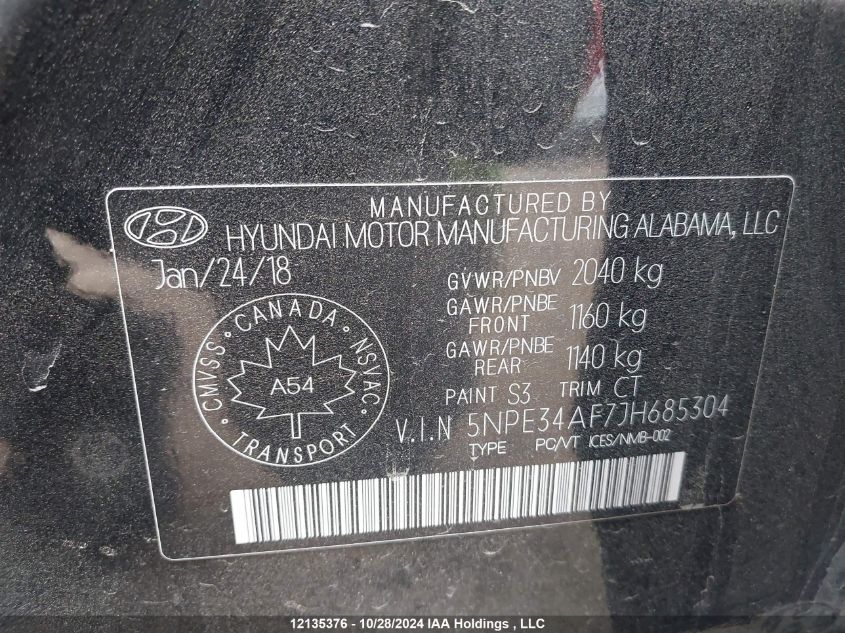 MANUFACTURED BY
HYUNDAI MOTOR MANUFACTURING ALABAMA, LLC
Jan/24/18
GVWR/PNBV 2040 kg
GAWR/PNBE FRONT 1160 kg
GAWR/PNBE REAR 1140 kg
PAINT S3 TRIM CT
V.I.N 5NPE34AF7JH685304
TYPE PC/VT ICES/NMB-002
CMVSS • CANADA • NSVAC
A54
TRANSPORT
12135376 - 10/28/2024 IAA Holdings , LLC